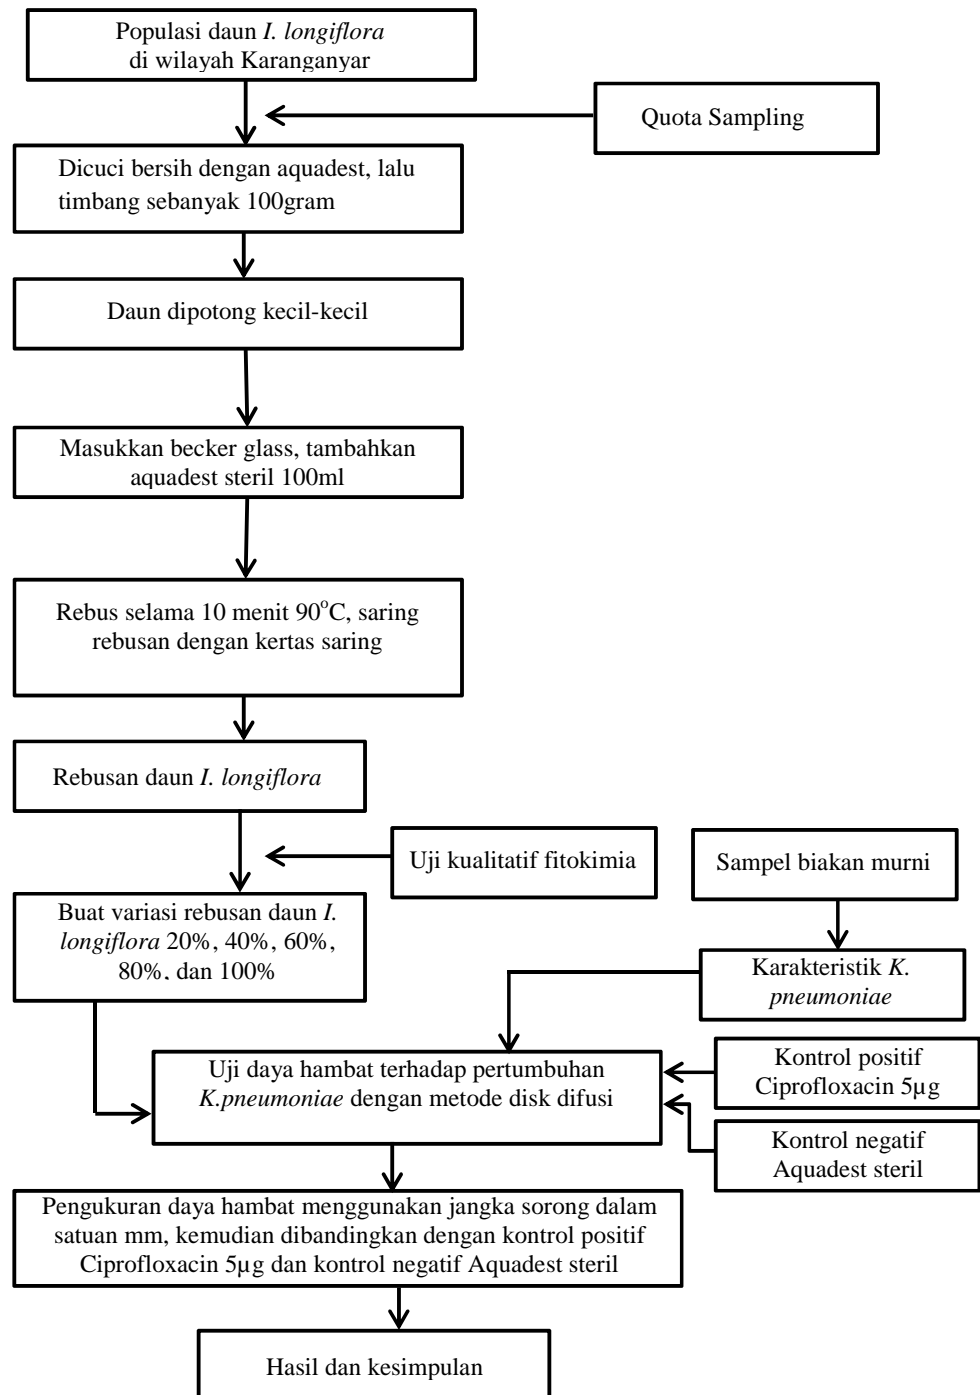 Populasi daun I. longiflora
di wilayah Karanganyar
Quota Sampling
Dicuci bersih dengan aquadest, lalu
timbang sebanyak 100gram
Daun dipotong kecil-kecil
Masukkan becker glass, tambahkan
aquadest steril 100ml
Rebus selama 10 menit 90°C, saring
rebusan dengan kertas saring
Rebusan daun I. longiflora
Uji kualitatif fitokimia
Sampel biakan murni
Buat variasi rebusan daun I.
longiflora 20%, 40%, 60%,
80%, dan 100%
Karakteristik K.
pneumoniae
Uji daya hambat terhadap pertumbuhan
K.pneumoniae dengan metode disk difusi
Kontrol positif
Ciprofloxacin 5µg
Kontrol negatif
Aquadest steril
Pengukuran daya hambat menggunakan jangka sorong dalam
satuan mm, kemudian dibandingkan dengan kontrol positif
Ciprofloxacin 5µg dan kontrol negatif Aquadest steril
Hasil dan kesimpulan